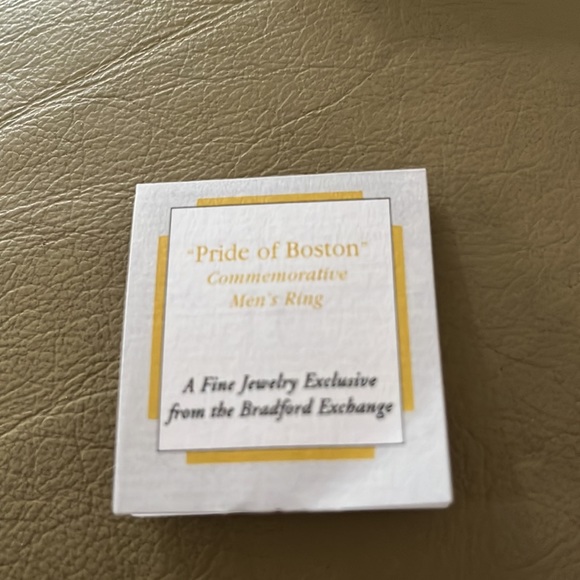 "Pride of Boston"
Commemorative
Men's Ring
A Fine Jewelry Exclusive
from the Bradford Exchange